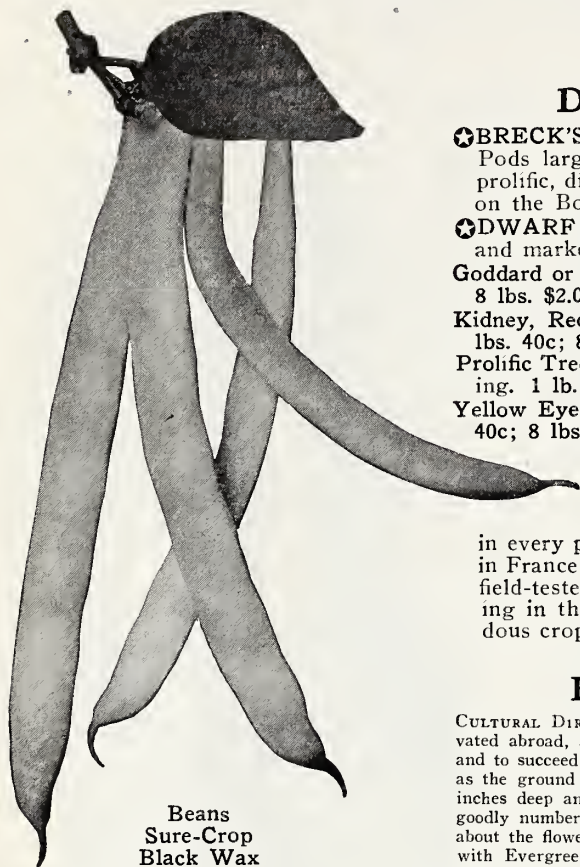 D
✪BRECK'S
Pods larg
prolific, di
on the Bo
✪DWARF
and marke
Goddard or
8 lbs. $2.0
Kidney, Red
lbs. 40c; 8
Prolific Tree
ing. 1 lb.
Yellow Eye
40c; 8 lbs
in every p
in France
field-teste
ing in th
dous crop
CULTURAL DIR
vated abroad,
and to succeed
as the ground
inches deep an
goodly number
about the flowe
with Evergree
Beans
Sure-Crop
Black Wax